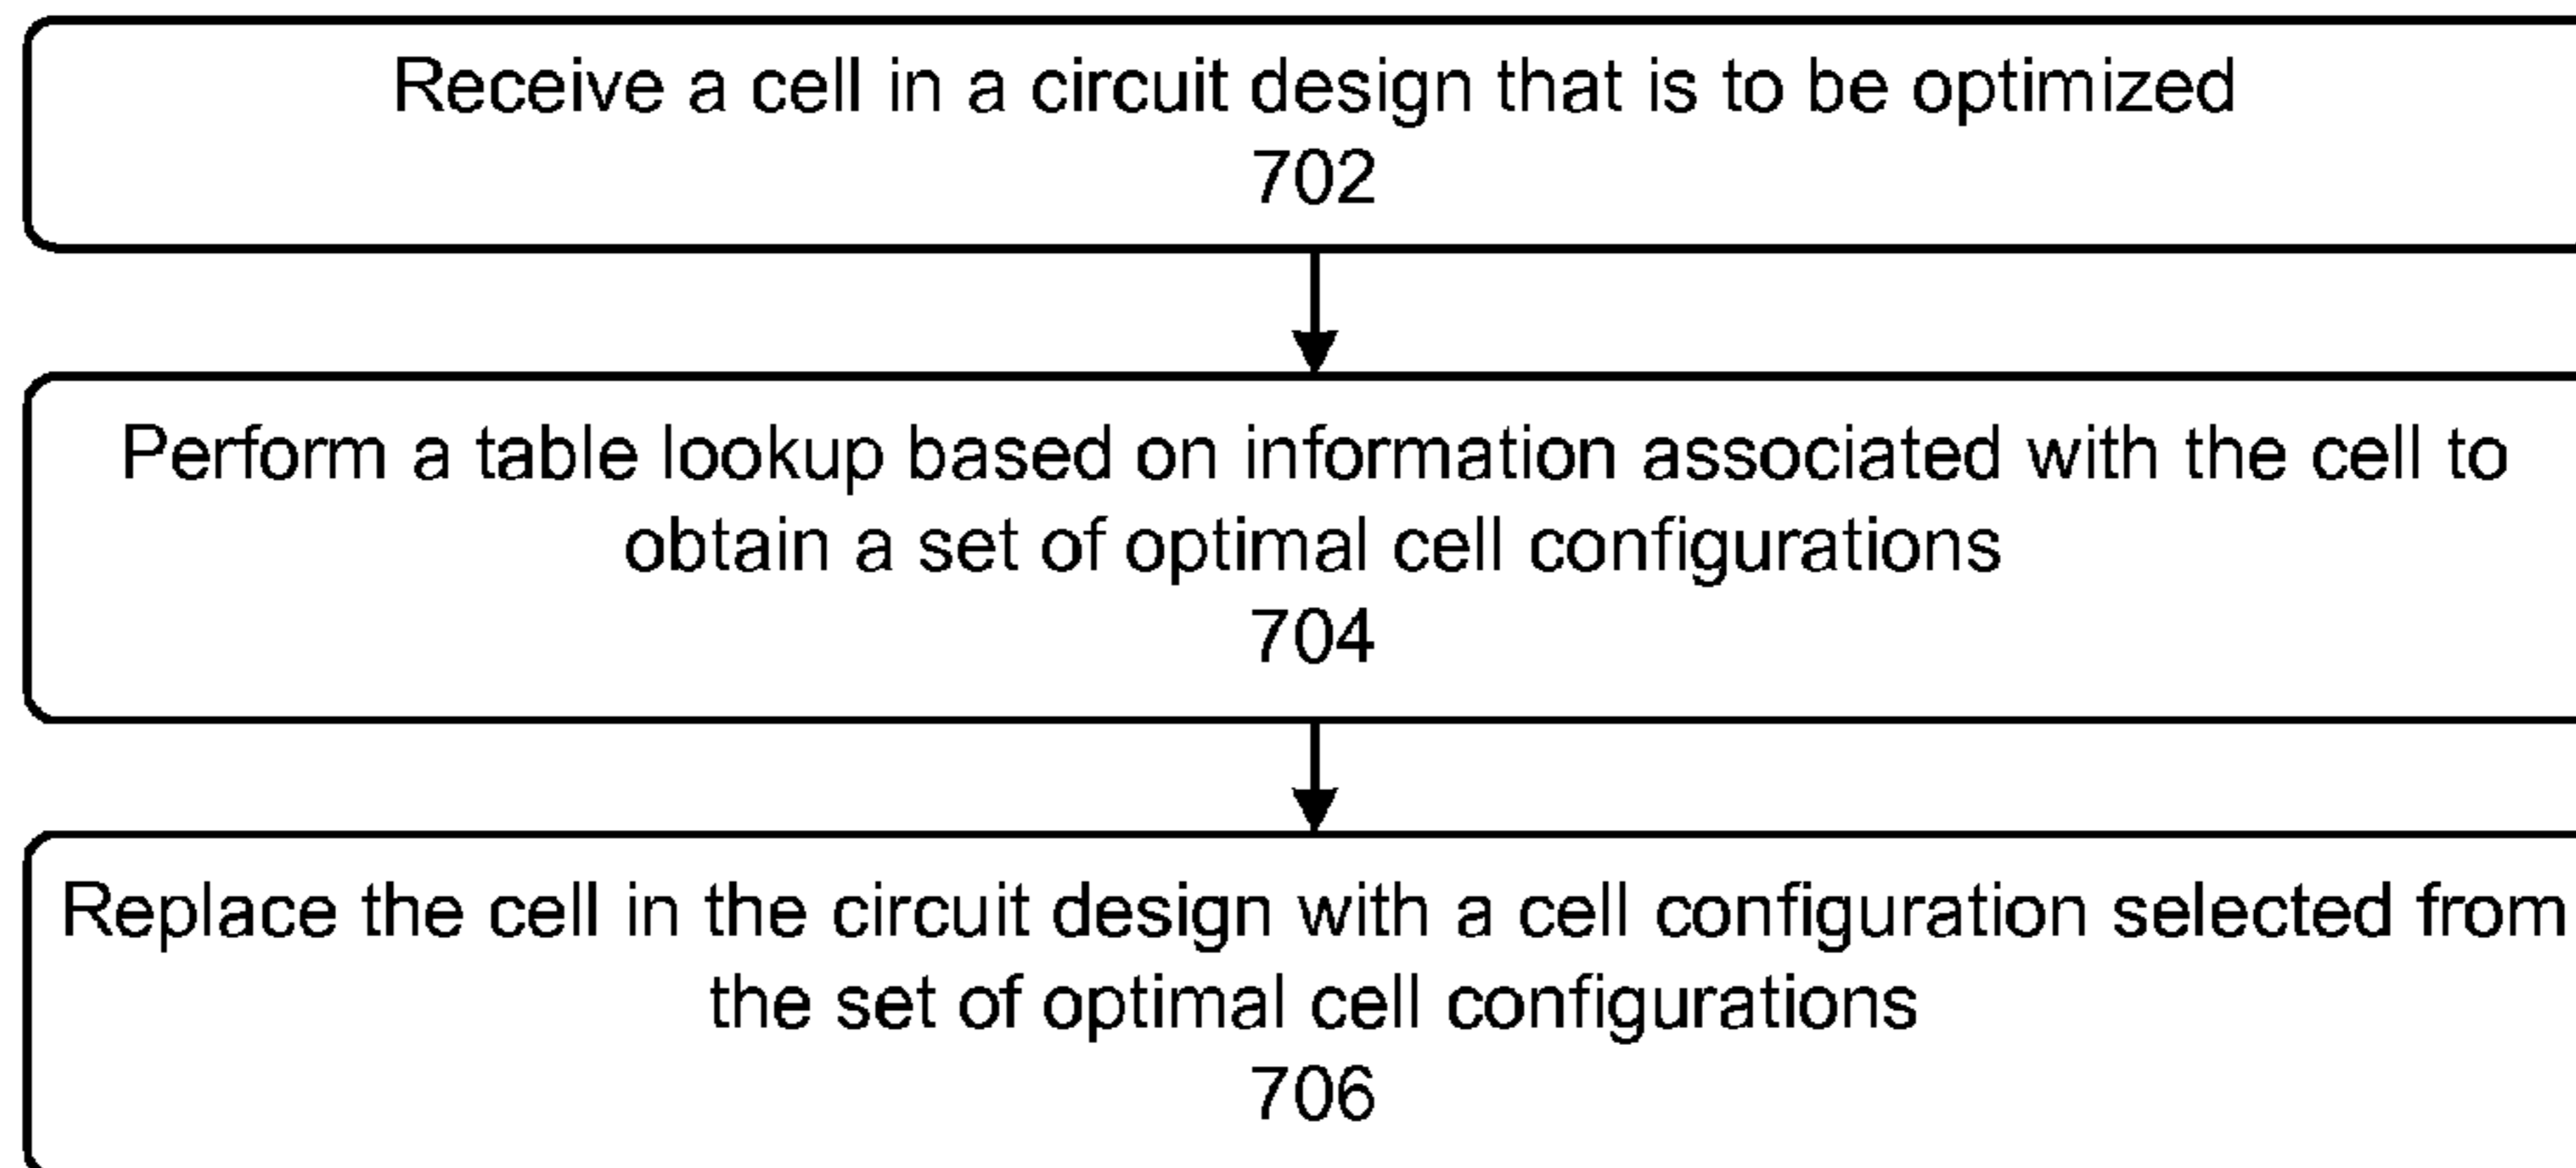 Receive a cell in a circuit design that is to be optimized
702
Perform a table lookup based on information associated with the cell to
obtain a set of optimal cell configurations
704
Replace the cell in the circuit design with a cell configuration selected from
the set of optimal cell configurations
706